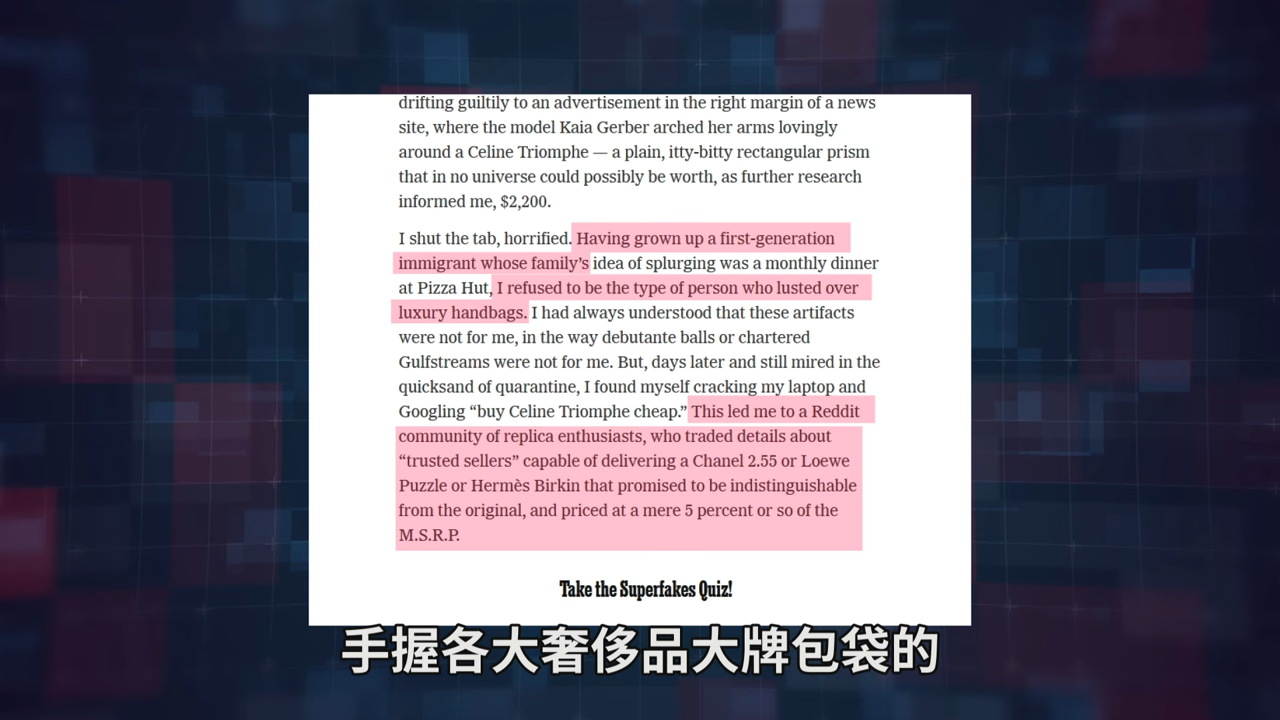 drifting guiltily to an advertisement in the right margin of a news
site, where the model Kaia Gerber arched her arms lovingly
around a Celine Triomphe — a plain, itty-bitty rectangular prism
that in no universe could possibly be worth, as further research
informed me, $2,200.
I shut the tab, horrified. Having grown up a first-generation
immigrant whose family’s idea of splurging was a monthly dinner
at Pizza Hut, I refused to be the type of person who lusted over
luxury handbags. I had always understood that these artifacts
were not for me, in the way debutante balls or chartered
Gulfstreams were not for me. But, days later and still mired in the
quicksand of quarantine, I found myself cracking my laptop and
Googling “buy Celine Triomphe cheap.” This led me to a Reddit
community of replica enthusiasts, who traded details about
“trusted sellers” capable of delivering a Chanel 2.55 or Loewe
Puzzle or Hermès Birkin that promised to be indistinguishable
from the original, and priced at a mere 5 percent or so of the
M.S.R.P.
Take the Superfakes Quiz!
手握各大奢侈品大牌包袋的